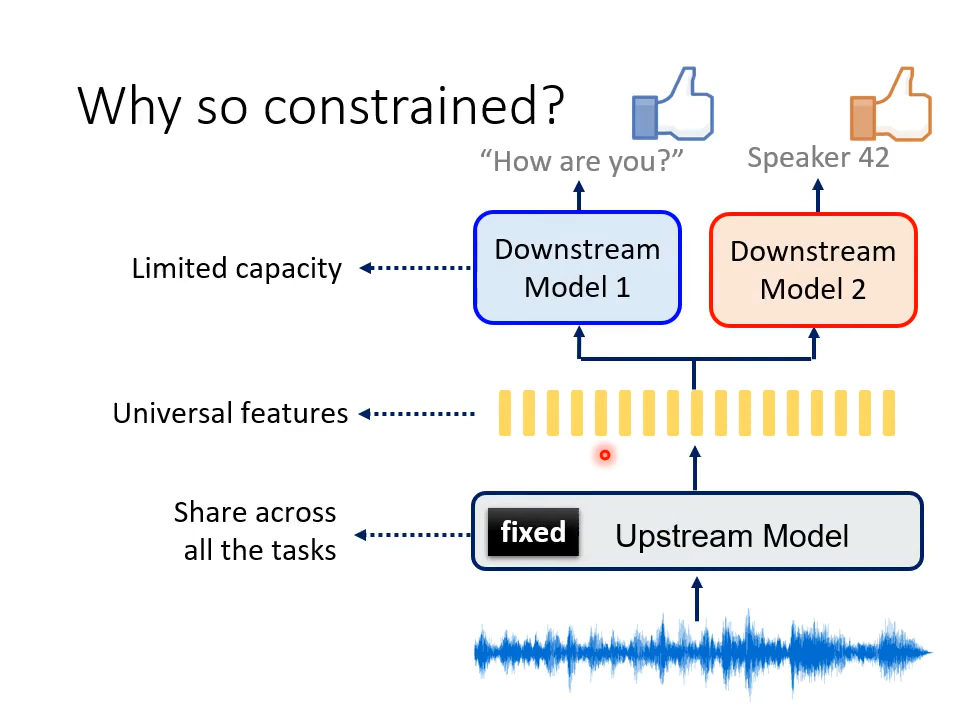 Why so constrained?
“How are you?”
Speaker 42
Limited capacity
Downstream
Model 1
Downstream
Model 2
Universal features
Share across
all the tasks
fixed
Upstream Model